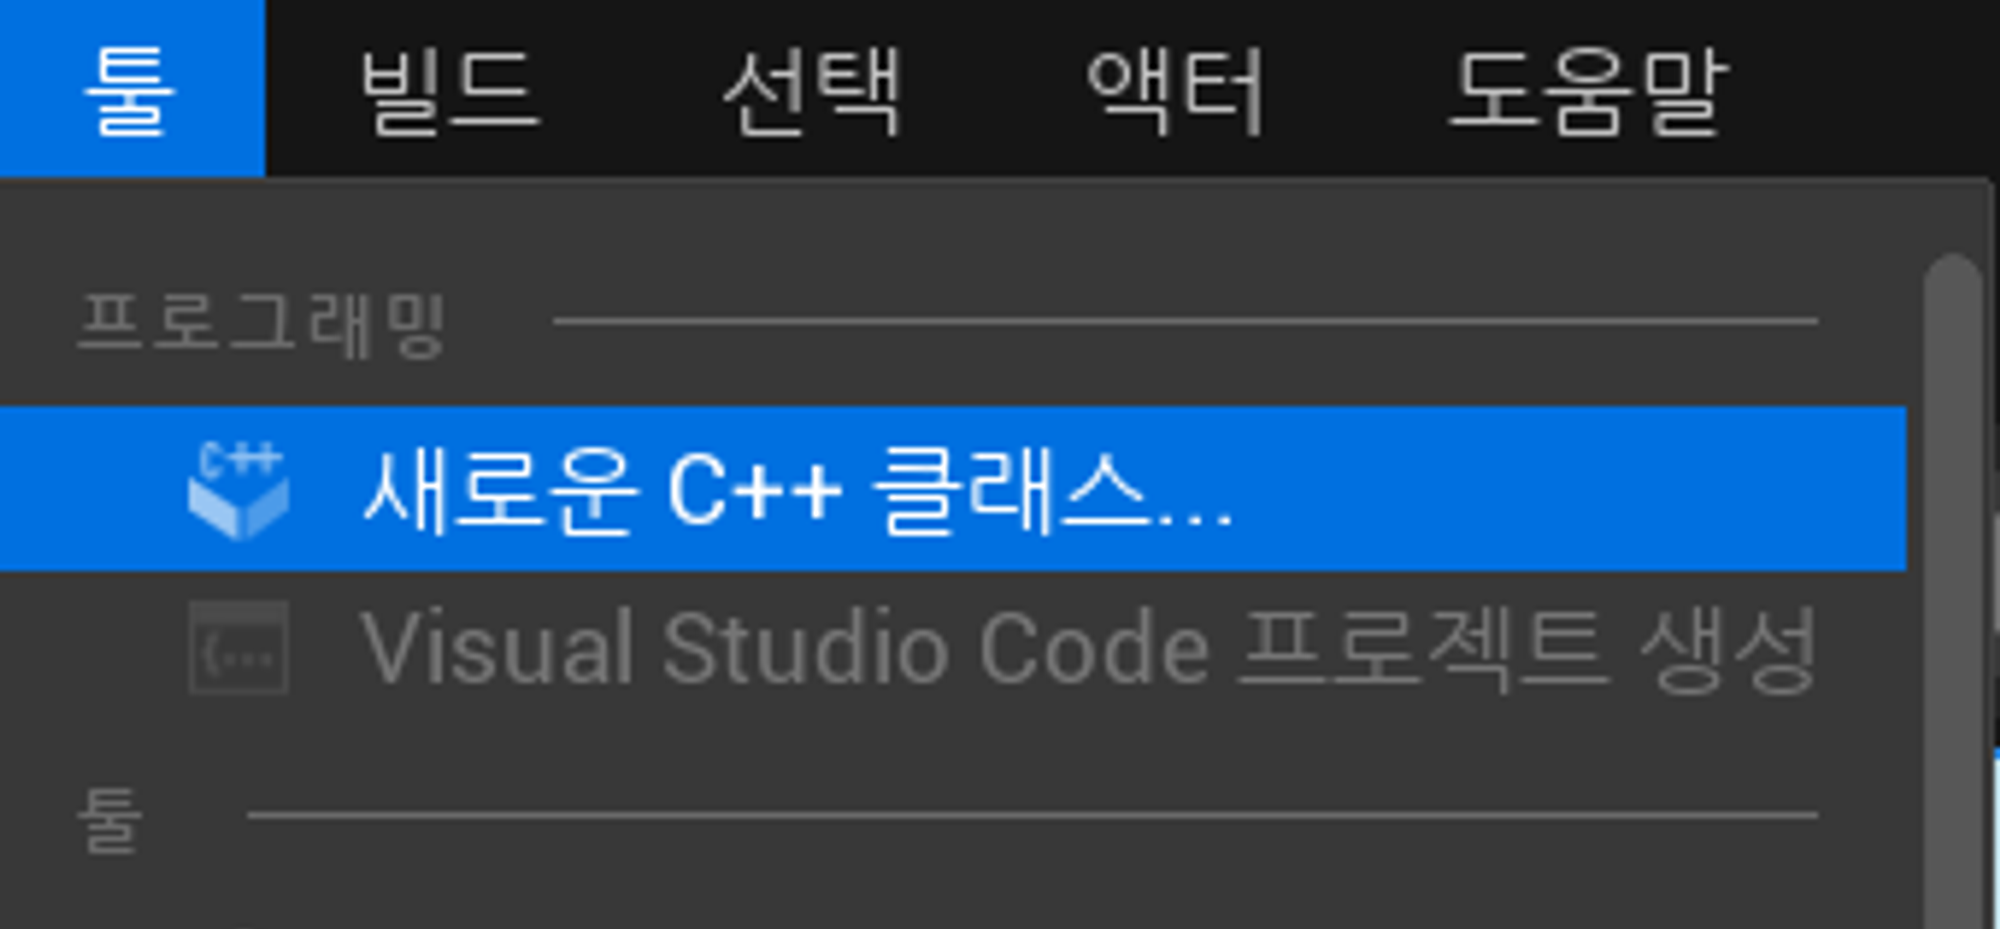 툴 빌드 선택 액터 도움말
프로그래밍
C++ 새로운 C++ 클래스...
{... Visual Studio Code 프로젝트 생성
툴